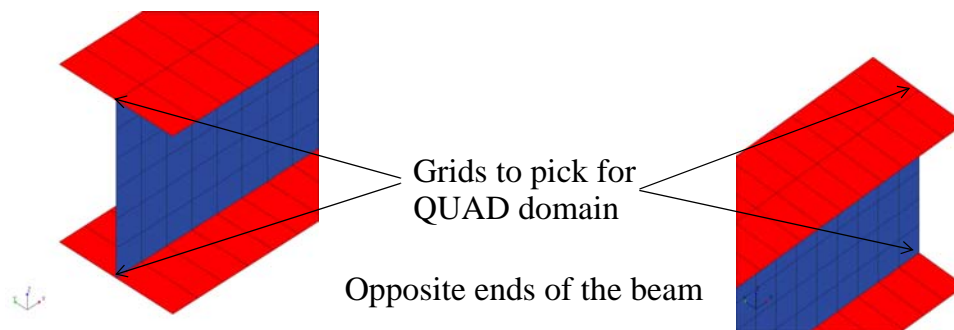 Grids to pick for
QUAD domain
Opposite ends of the beam